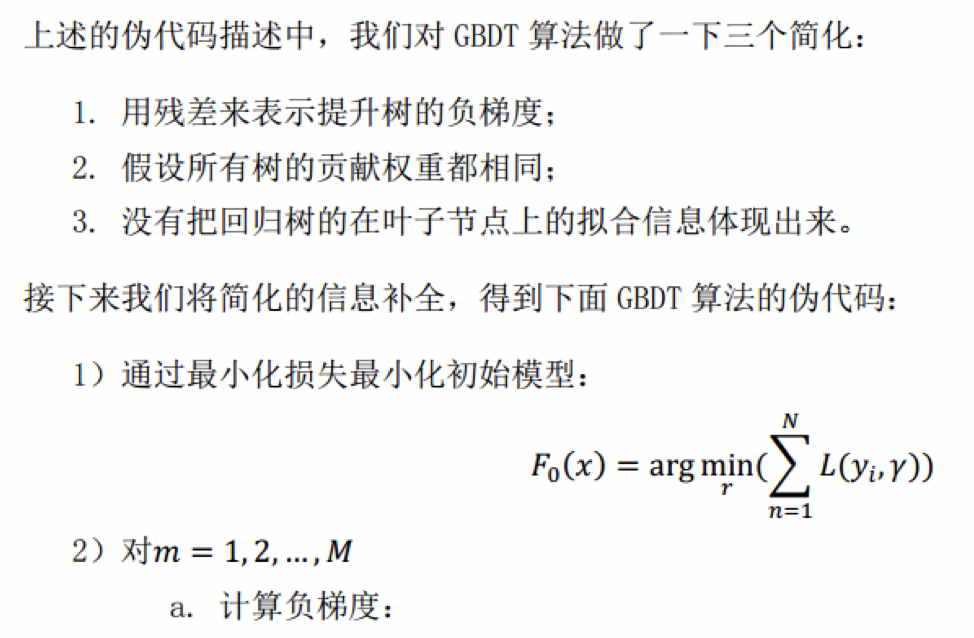 上述的伪代码描述中，我们对 GBDT 算法做了一下三个简化：
1. 用残差来表示提升树的负梯度；
2. 假设所有树的贡献权重都相同；
3. 没有把回归树的在叶子节点上的拟合信息体现出来。
接下来我们将简化的信息补全，得到下面 GBDT 算法的伪代码：
1）通过最小化损失最小化初始模型：
F₀(x) = arg min_r (∑_{n=1}^{N} L(yᵢ, γ))
2）对m = 1, 2, …, M
a. 计算负梯度：